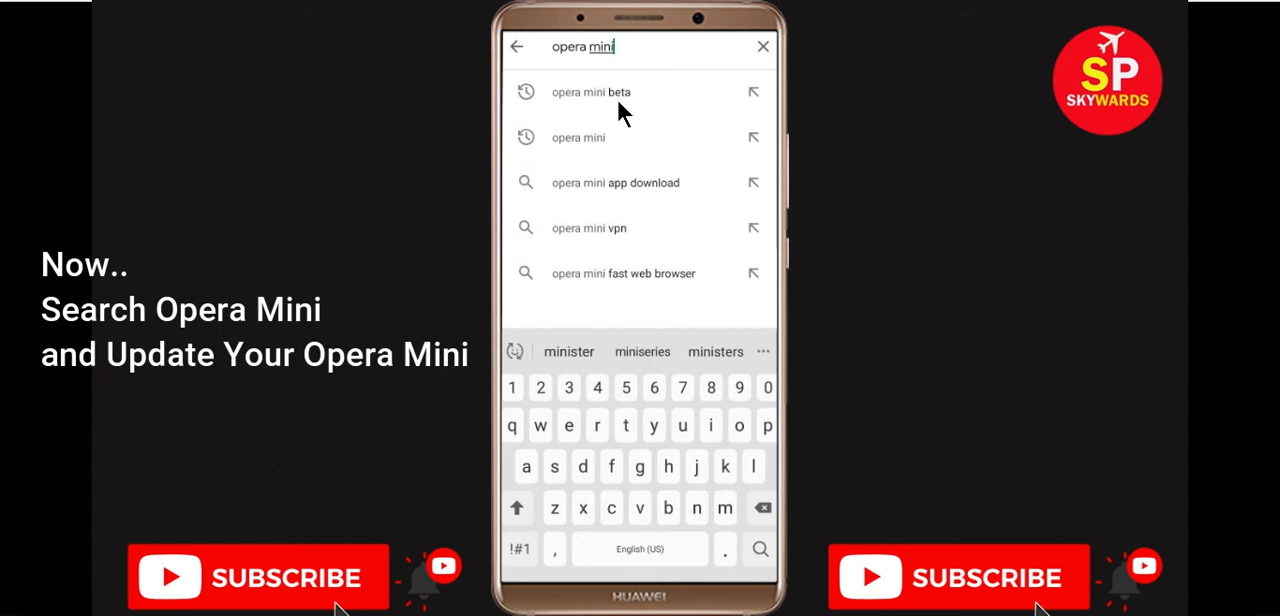 opera mini
opera mini beta
opera mini
opera mini app download
opera mini vpn
opera mini fast web browser
SP
SKYWARDS
Now..
Search Opera Mini
and Update Your Opera Mini
minister miniseries ministers ...
1 2 3 4 5 6 7 8 9 0
q w e r t y u i o p
a s d f g h j k l
z x c v b n m
!#1 , English (US) .
HUAWEI
SUBSCRIBE
SUBSCRIBE